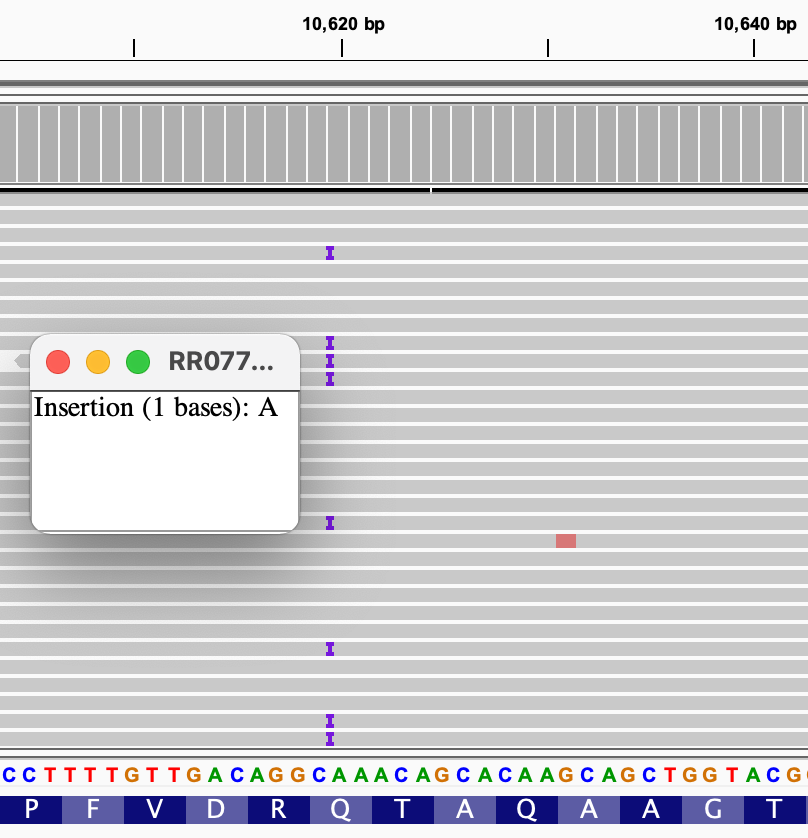 10,620 bp
10,640 bp
RR077...
Insertion (1 bases): A
C C T T T T G T T G A C A G G C A A A C A G C A C A A G C A G C T G G T A C G
P F V D R Q T A Q A A G T